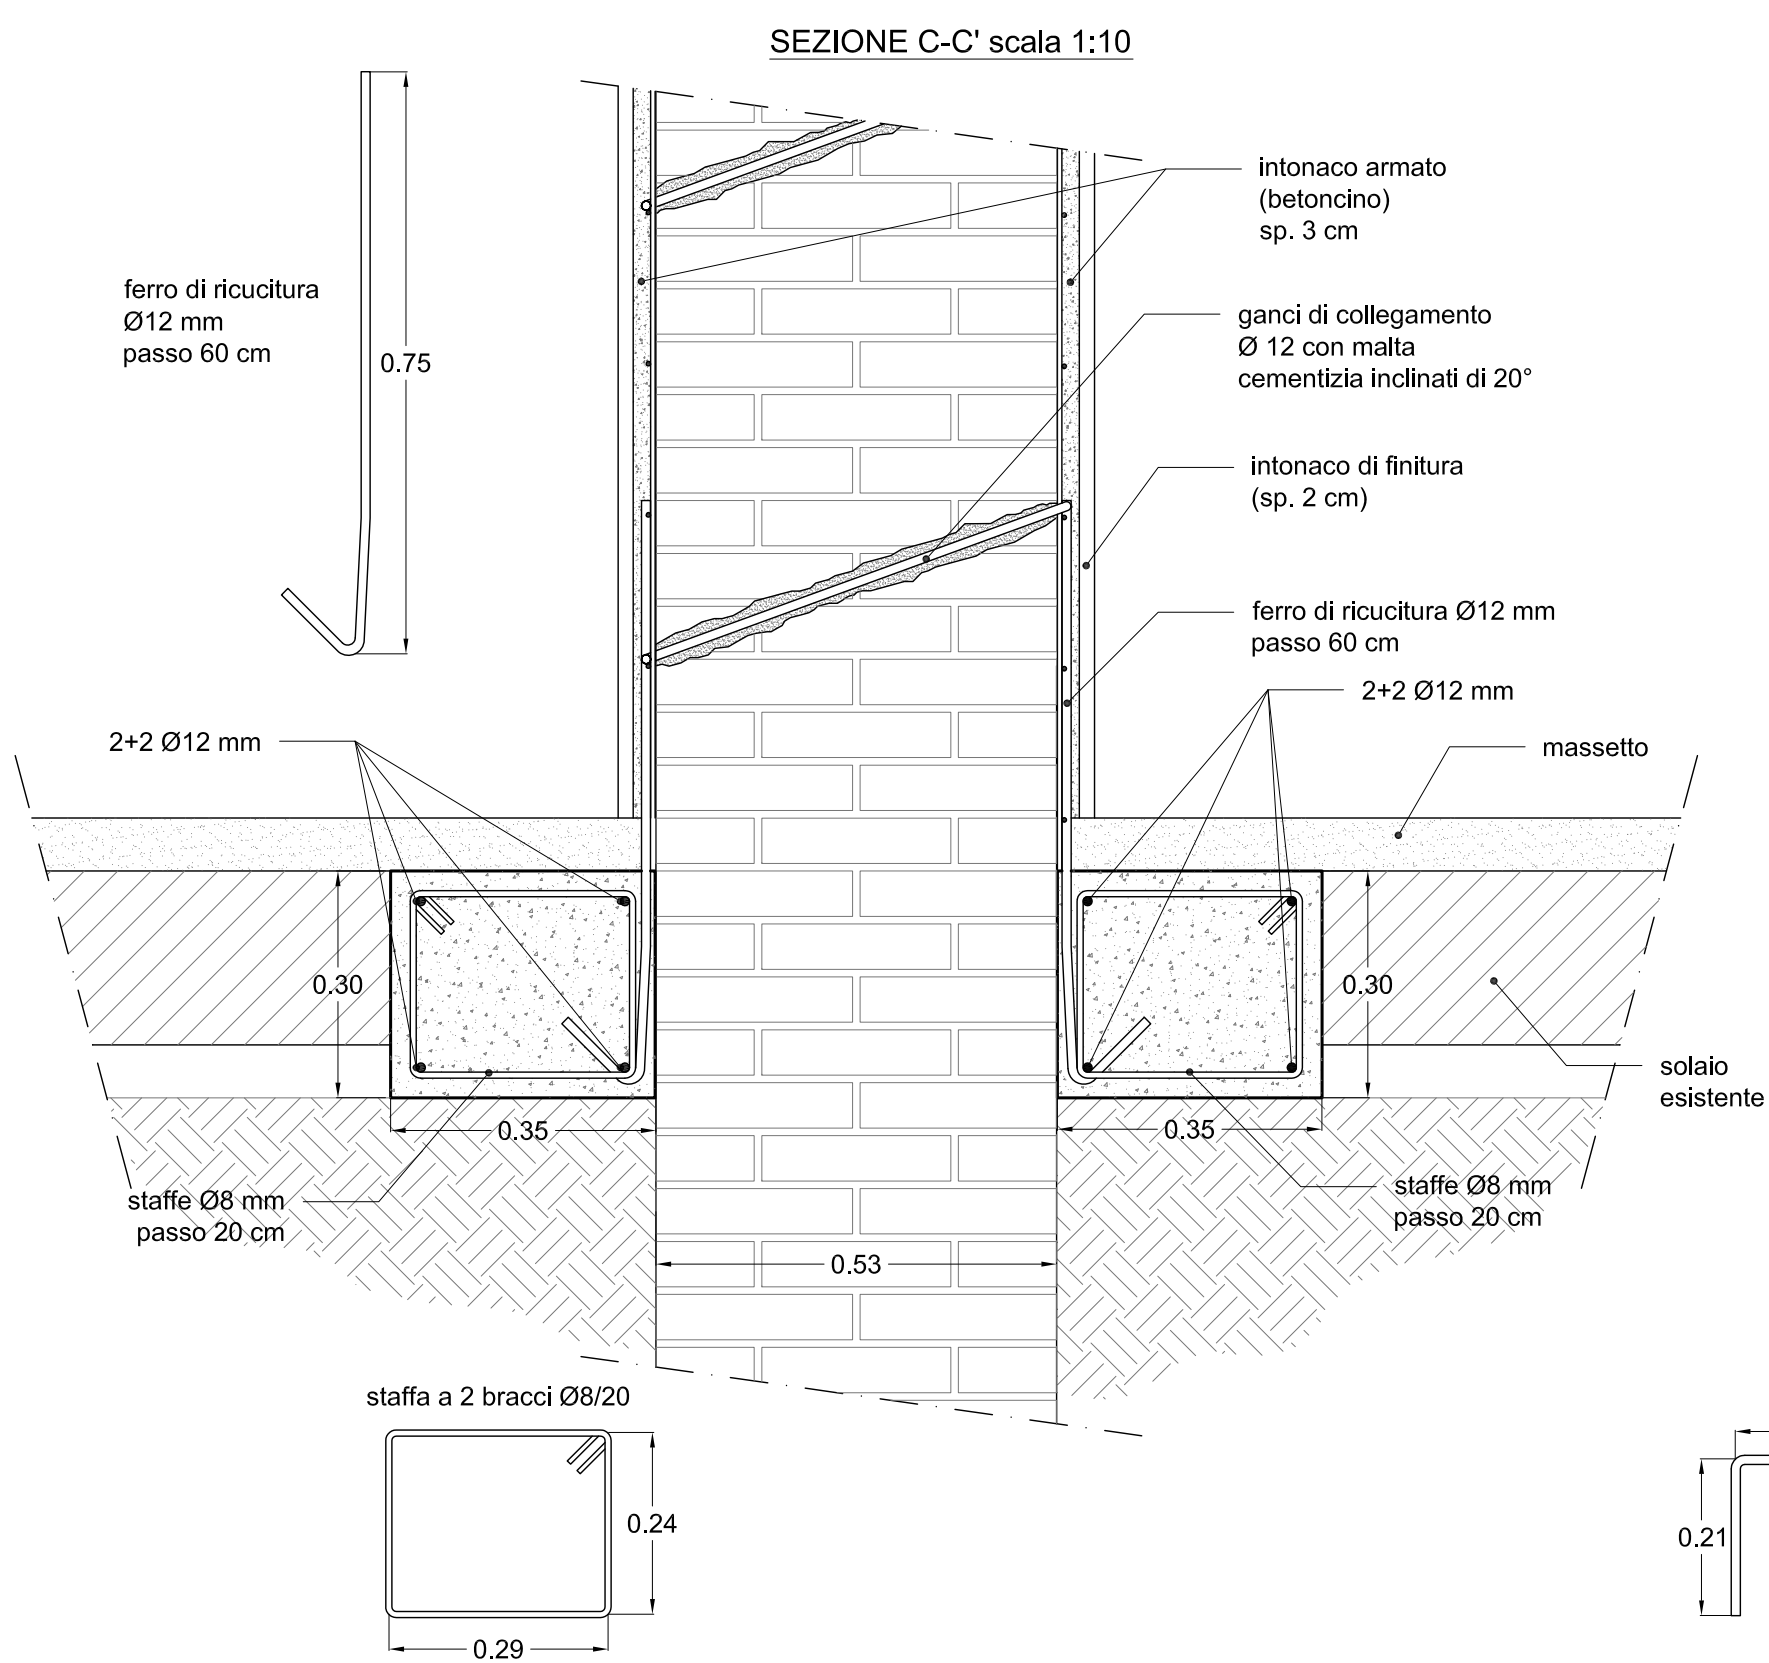 SEZIONE C-C' scala 1:10
ferro di ricucitura
Ø12 mm
passo 60 cm
0.75
intonaco armato
(betoncino)
sp. 3 cm
ganci di collegamento
Ø 12 con malta
cementizia inclinati di 20°
intonaco di finitura
(sp. 2 cm)
ferro di ricucitura Ø12 mm
passo 60 cm
2+2 Ø12 mm
2+2 Ø12 mm
massetto
0.30
0.30
solaio
esistente
0.35
0.35
staffe Ø8 mm
passo 20 cm
staffe Ø8 mm
passo 20 cm
0.53
staffa a 2 bracci Ø8/20
0.24
0.29
0.21